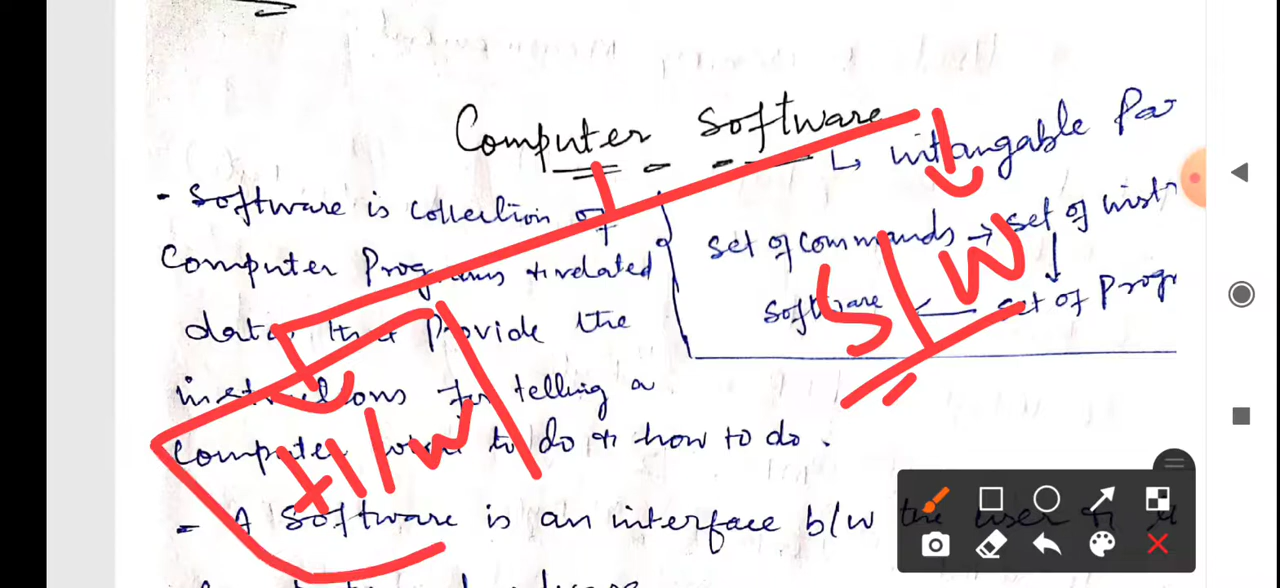 Computer Software
↳ intangable Par
- Software is collection of
Computer Programs & related
data that Provide the
instructions for telling a
computer what to do & how to do.
set of commands → set of instr
software ← set of Progr
H/W
S/W
- A software is an interface b/w the user &